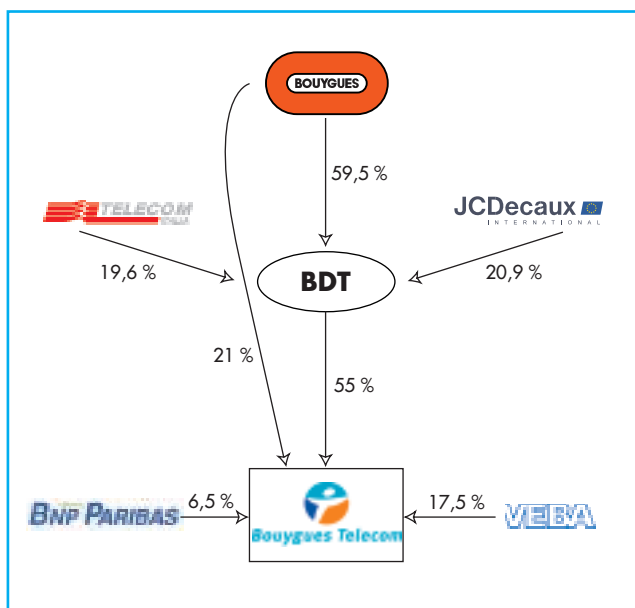 BOUYGUES
59,5 %
TELECOM
ITALIA
JCDecaux
INTERNATIONAL
19,6 %
BDT
20,9 %
21 %
55 %
BNP PARIBAS
6,5 %
Bouygues Telecom
17,5 %
VEBA